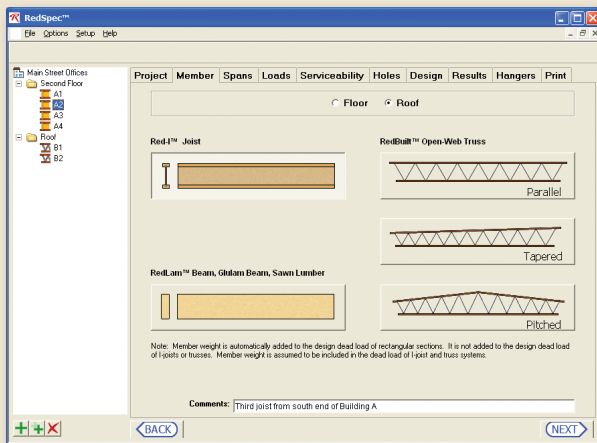 RedSpec™
File Options Setup Help
Main Street Offices
Second Floor
A1
A2
A3
A4
Roof
B1
B2
Project Member Spans Loads Serviceability Holes Design Results Hangers Print
Floor Roof
Red-I™ Joist
RedBuilt™ Open-Web Truss
Parallel
Tapered
RedLam™ Beam, Glulam Beam, Sawn Lumber
Pitched
Note: Member weight is automatically added to the design dead load of rectangular sections. It is not added to the design dead load
of I-joists or trusses. Member weight is assumed to be included in the dead load of I-joist and truss systems.
Comments: Third joist from south end of Building A
BACK
NEXT